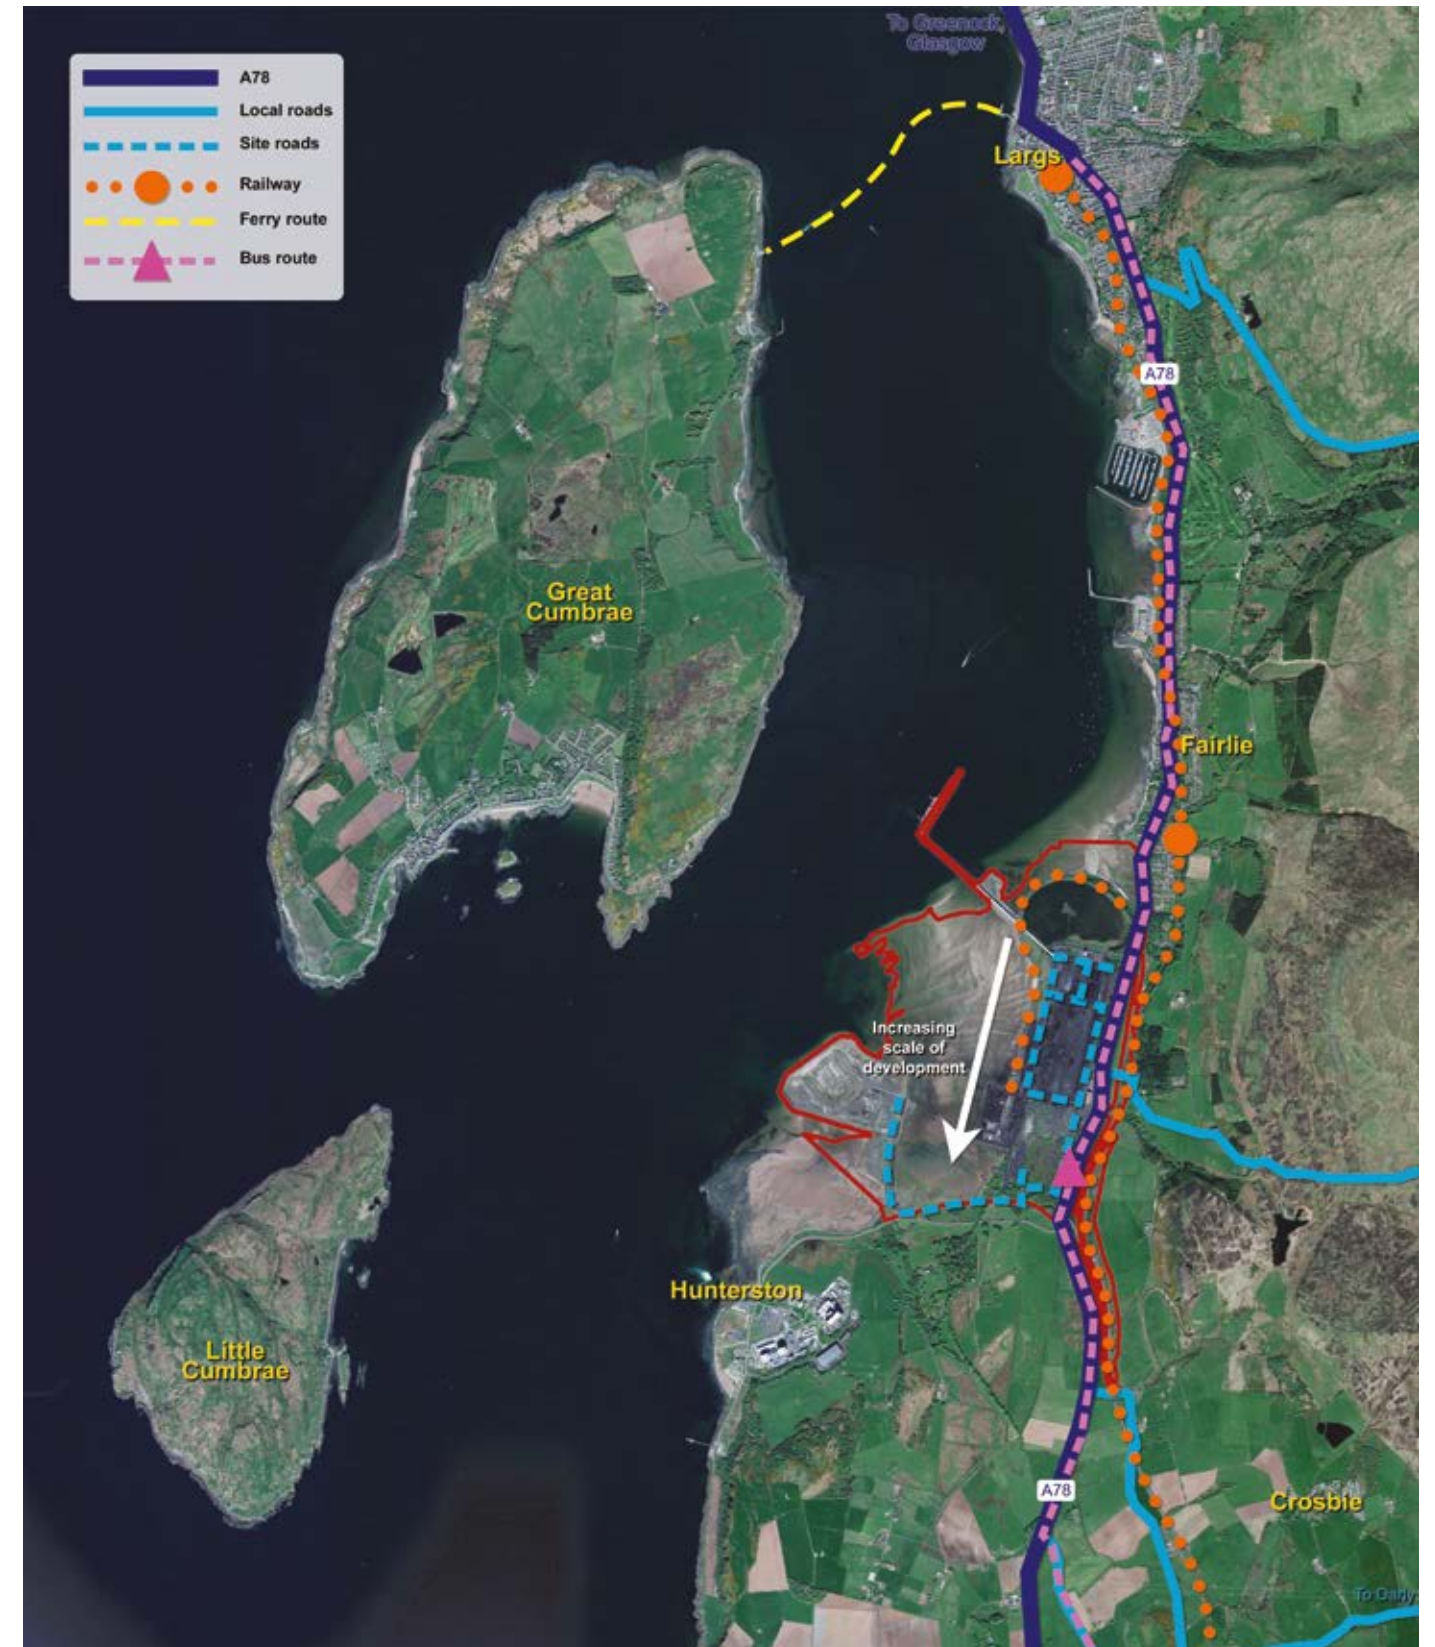 To Greenock,
Glasgow
A78
Local roads
Site roads
Railway
Ferry route
Bus route
Largs
A78
Great
Cumbrae
Fairlie
Increasing
scale of
development
Hunterston
Little
Cumbrae
A78
Crosbie
To Darly